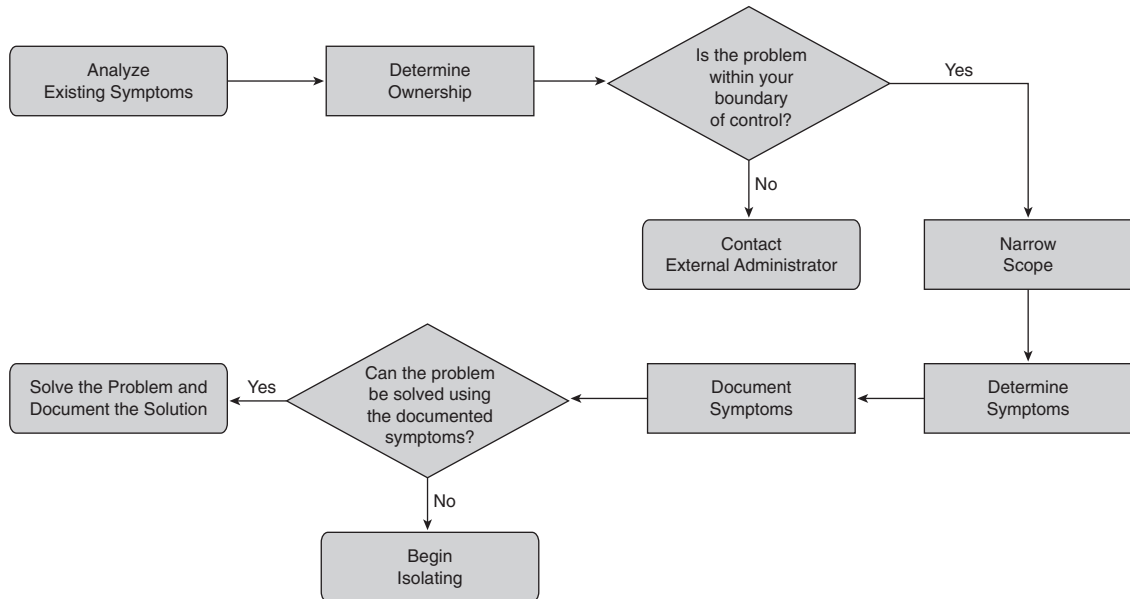 Analyze
Existing Symptoms
Determine
Ownership
Is the problem
within your
boundary
of control?
Yes
No
Contact
External Administrator
Narrow
Scope
Solve the Problem and
Document the Solution
Yes
Can the problem
be solved using
the documented
symptoms?
Document
Symptoms
Determine
Symptoms
No
Begin
Isolating